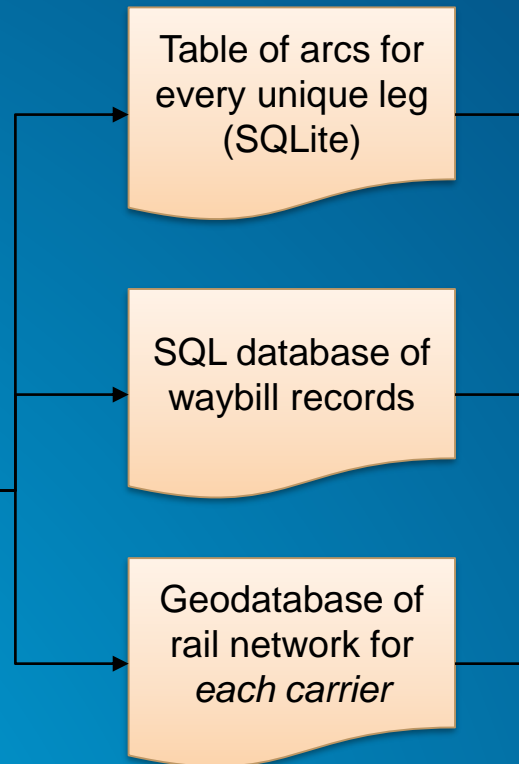 Table of arcs for
every unique leg
(SQLite)
SQL database of
waybill records
Geodatabase of
rail network for
each carrier